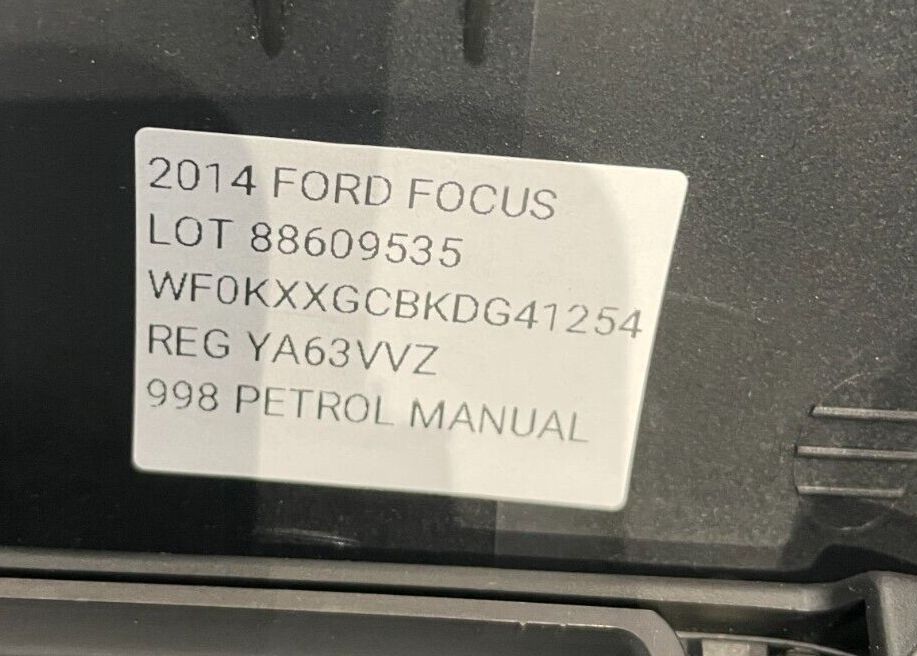 2014 FORD FOCUS
LOT 88609535
WF0KXXGCBKDG41254
REG YA63VVZ
998 PETROL MANUAL